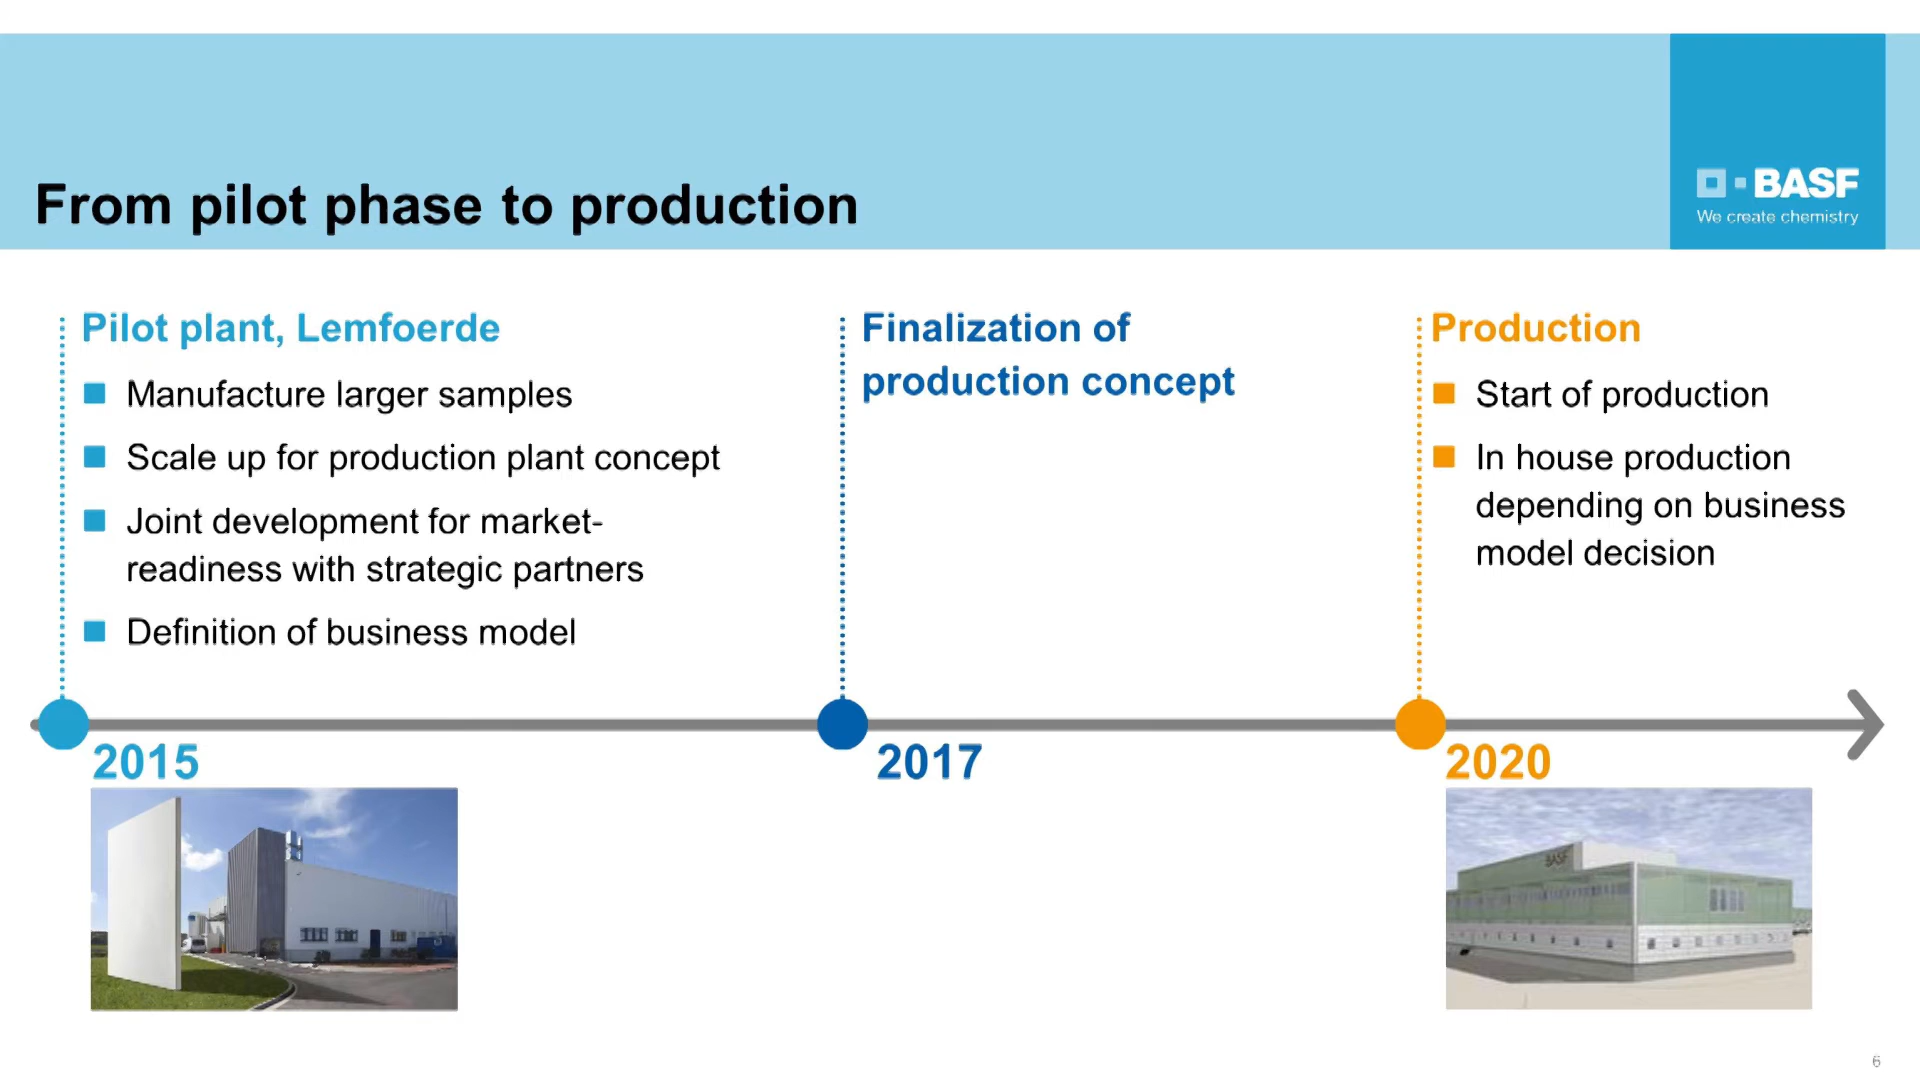 From pilot phase to production
BASF
We create chemistry
Pilot plant, Lemfoerde
Manufacture larger samples
Scale up for production plant concept
Joint development for market-
readiness with strategic partners
Definition of business model
Finalization of
production concept
Production
Start of production
In house production
depending on business
model decision
2015
2017
2020
BASF
6